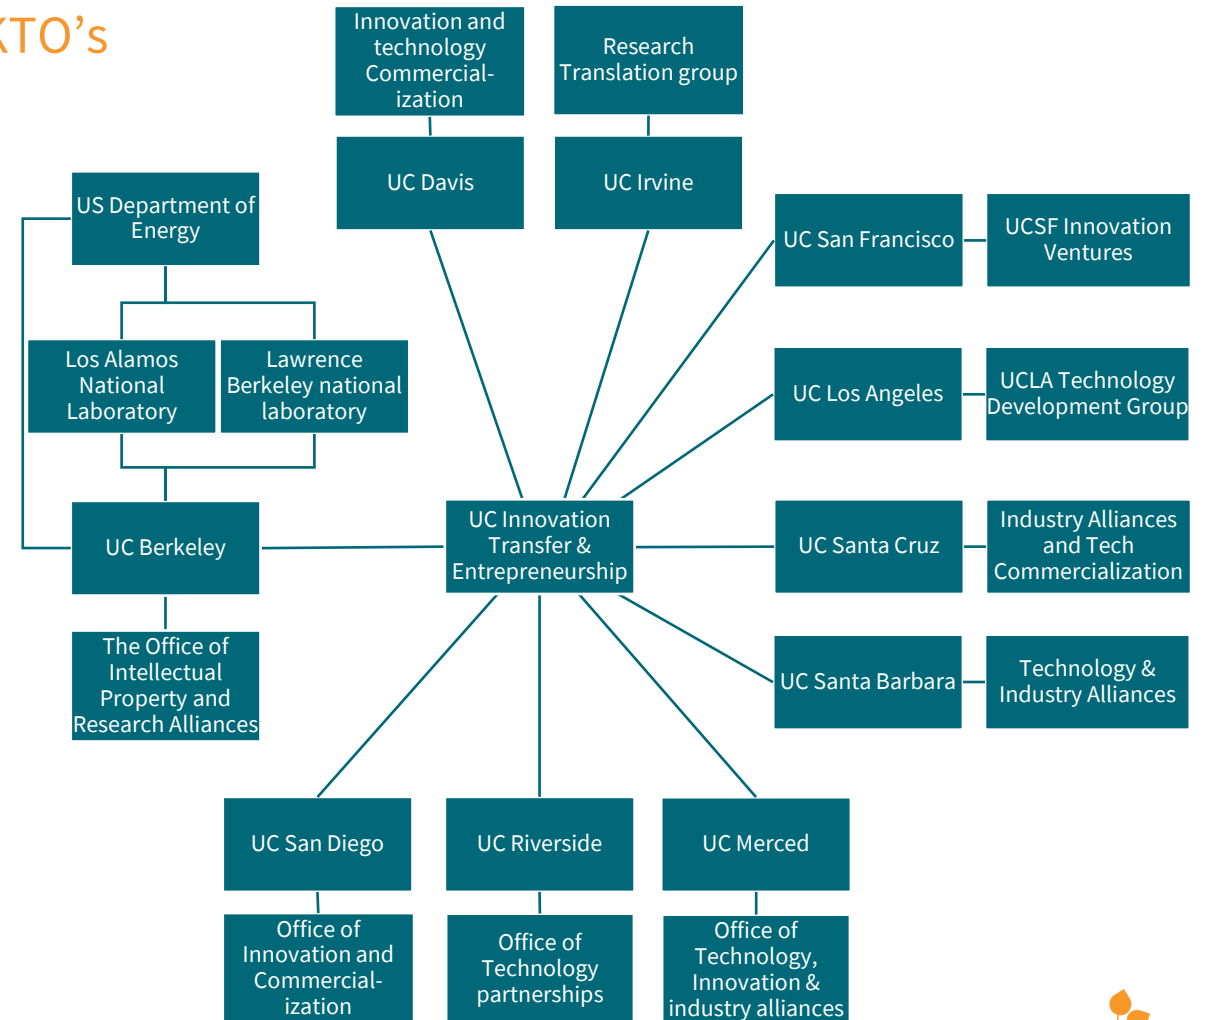 KTO’s
Innovation and
technology
Commercial-
ization
Research
Translation group
UC Davis
UC Irvine
US Department of
Energy
UC San Francisco
UCSF Innovation
Ventures
Los Alamos
National
Laboratory
Lawrence
Berkeley national
laboratory
UC Los Angeles
UCLA Technology
Development Group
UC Berkeley
UC Innovation
Transfer &
Entrepreneurship
UC Santa Cruz
Industry Alliances
and Tech
Commercialization
The Office of
Intellectual
Property and
Research Alliances
UC Santa Barbara
Technology &
Industry Alliances
UC San Diego
UC Riverside
UC Merced
Office of
Innovation and
Commercial-
ization
Office of
Technology
partnerships
Office of
Technology,
Innovation &
industry alliances